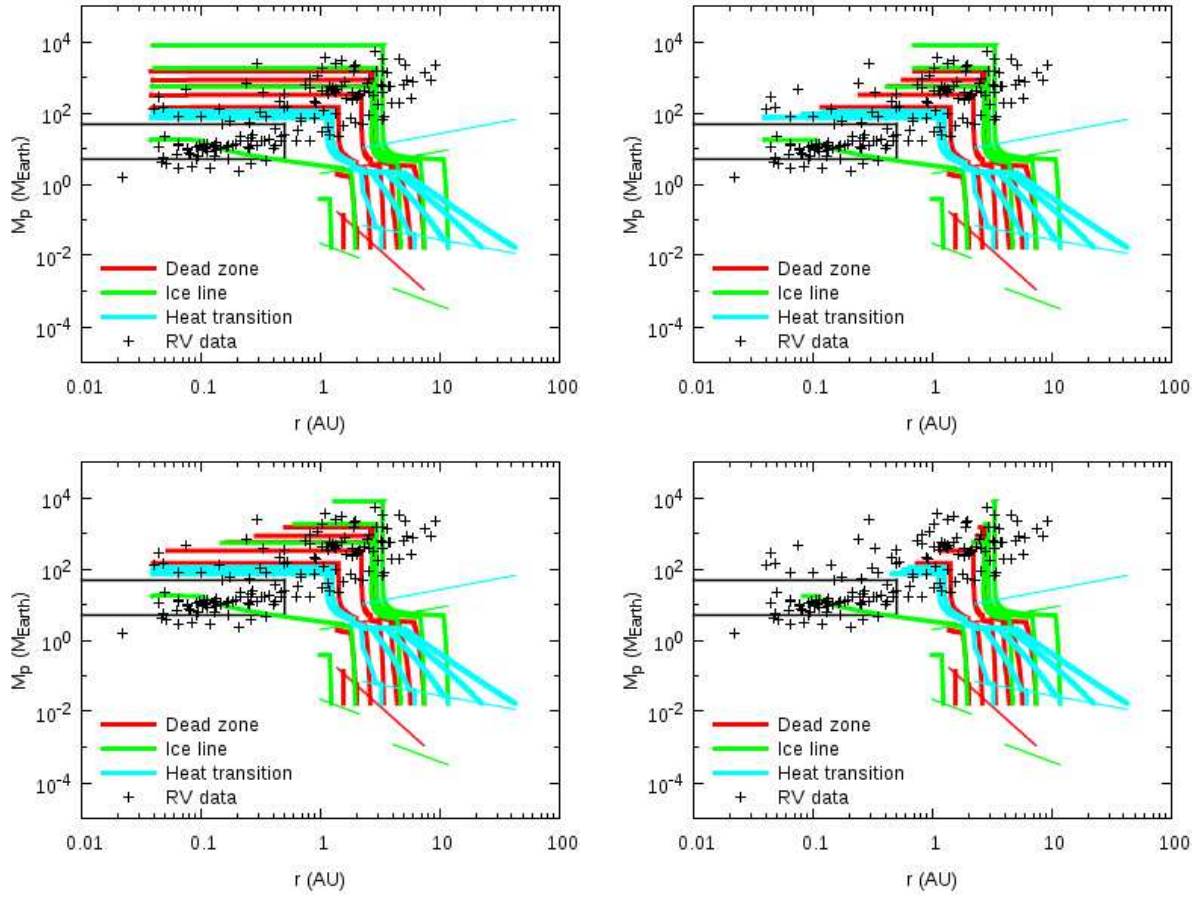 10^4
10^2
10^0
10^-2
10^-4
M_p (M_Earth)
Dead zone
Ice line
Heat transition
RV data
0.01 0.1 1 10 100
r (AU)
10^4
10^2
10^0
10^-2
10^-4
M_p (M_Earth)
Dead zone
Ice line
Heat transition
RV data
0.01 0.1 1 10 100
r (AU)
10^4
10^2
10^0
10^-2
10^-4
M_p (M_Earth)
Dead zone
Ice line
Heat transition
RV data
0.01 0.1 1 10 100
r (AU)
10^4
10^2
10^0
10^-2
10^-4
M_p (M_Earth)
Dead zone
Ice line
Heat transition
RV data
0.01 0.1 1 10 100
r (AU)